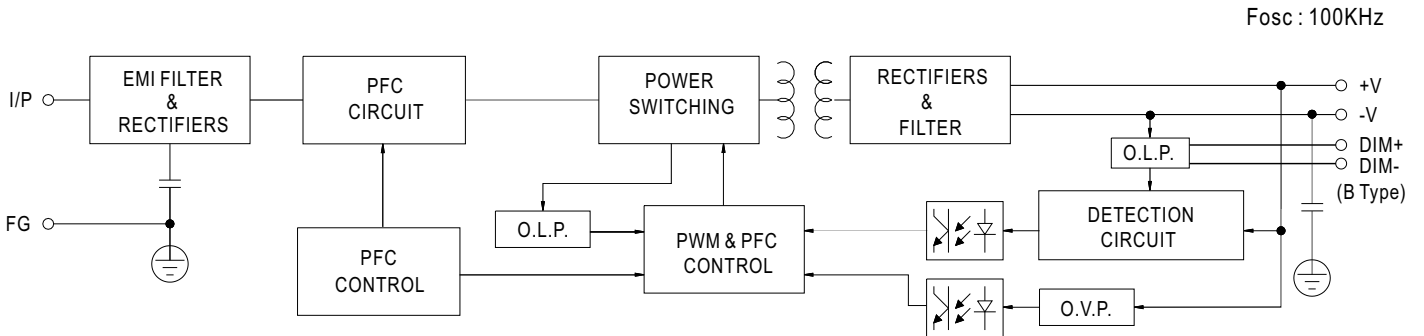 Fosc : 100KHz
I/P
EMI FILTER
&
RECTIFIERS
PFC
CIRCUIT
POWER
SWITCHING
RECTIFIERS
&
FILTER
+V
-V
DIM+
DIM-
(B Type)
O.L.P.
FG
O.L.P.
PFC
CONTROL
PWM & PFC
CONTROL
DETECTION
CIRCUIT
O.V.P.